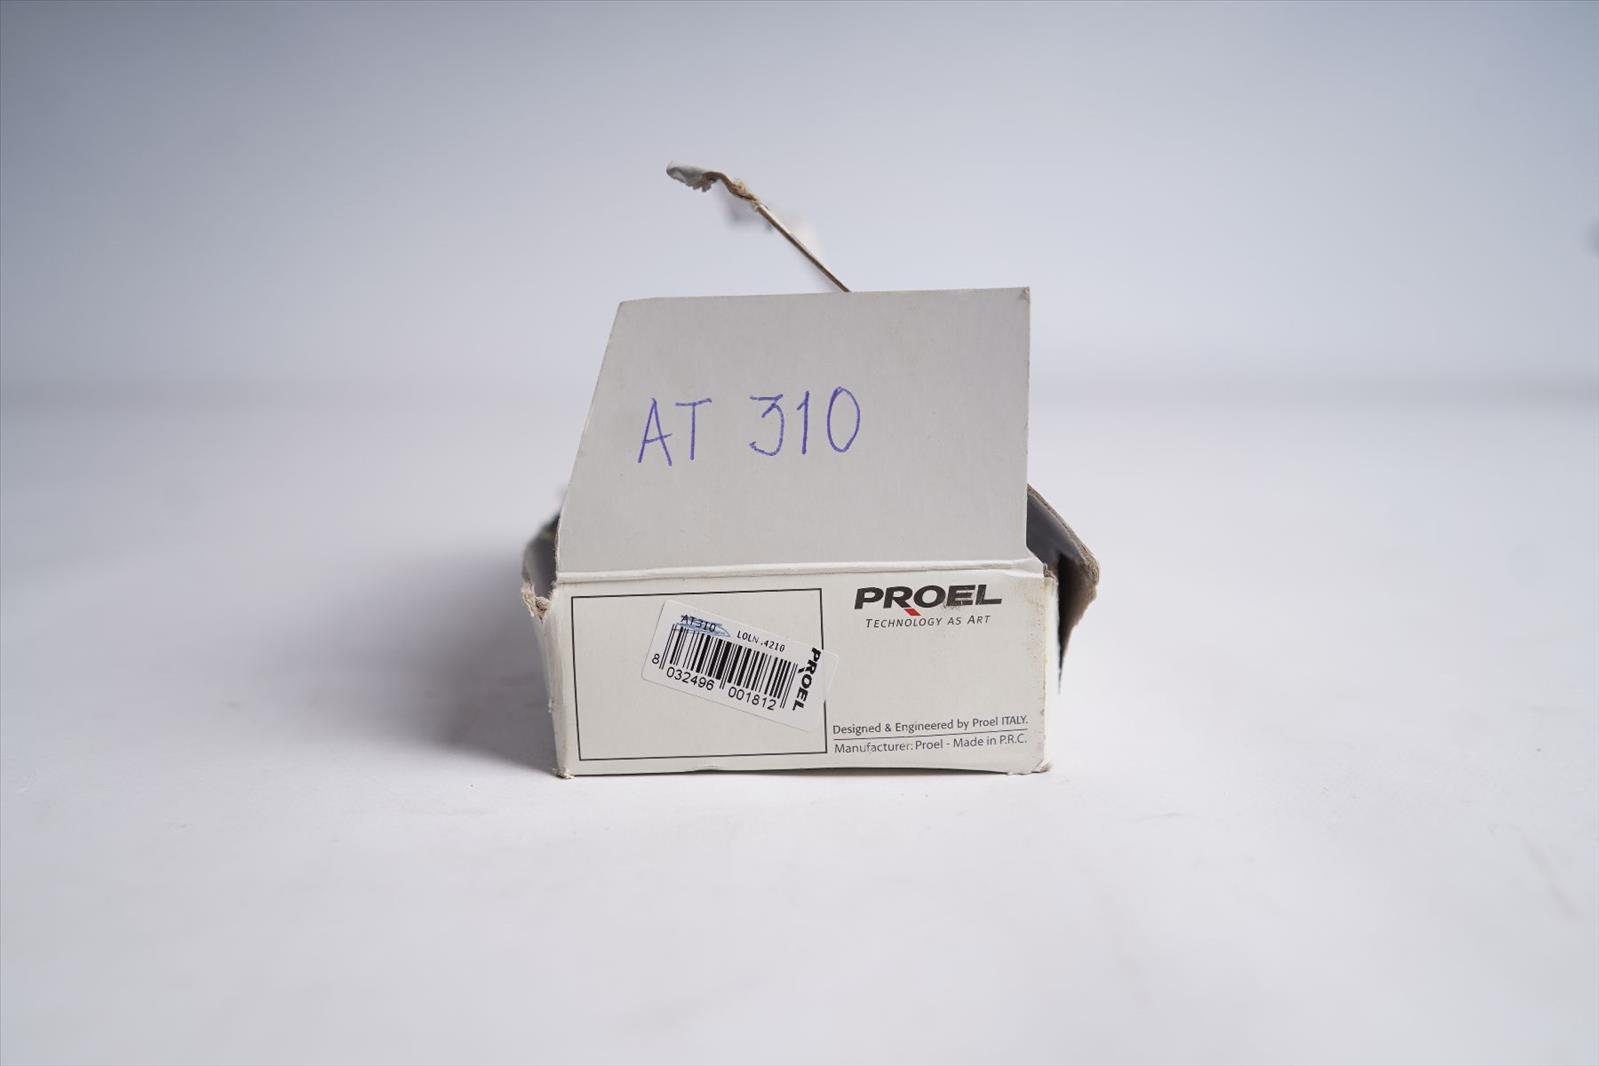 AT 310
PROEL
TECHNOLOGY AS ART
AT310
LOLN.4210
PROEL
8 032496 001812
Designed & Engineered by Proel ITALY.
Manufacturer: Proel - Made in P.R.C.